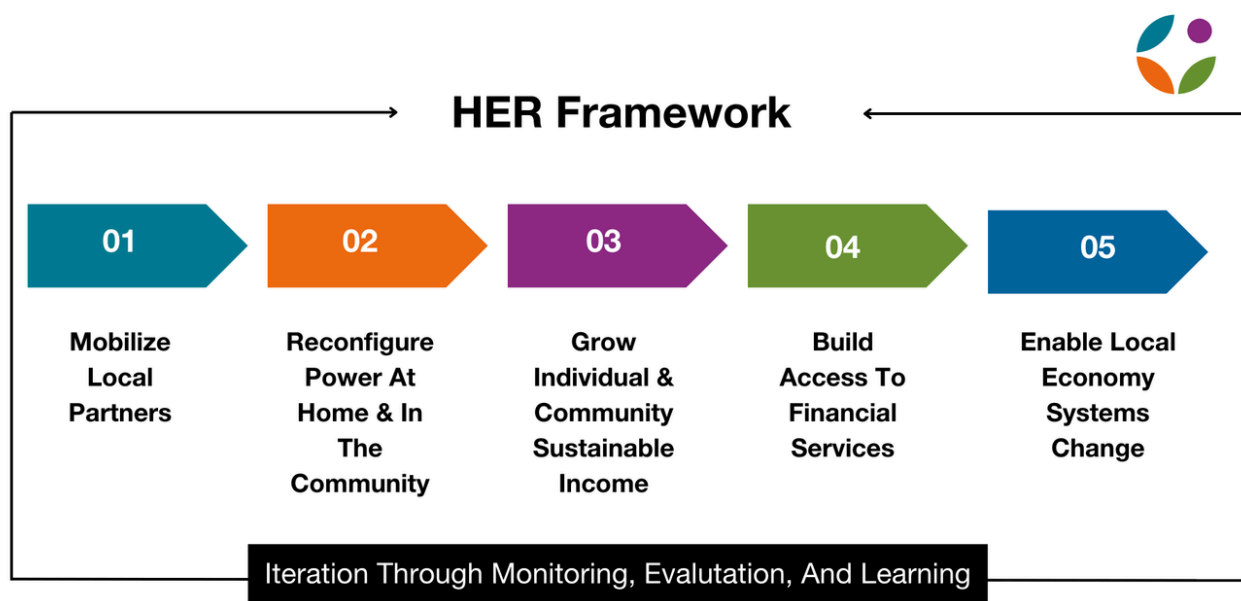 HER Framework
01
Mobilize
Local
Partners
02
Reconfigure
Power At
Home & In
The
Community
03
Grow
Individual &
Community
Sustainable
Income
04
Build
Access To
Financial
Services
05
Enable Local
Economy
Systems
Change
Iteration Through Monitoring, Evalutation, And Learning